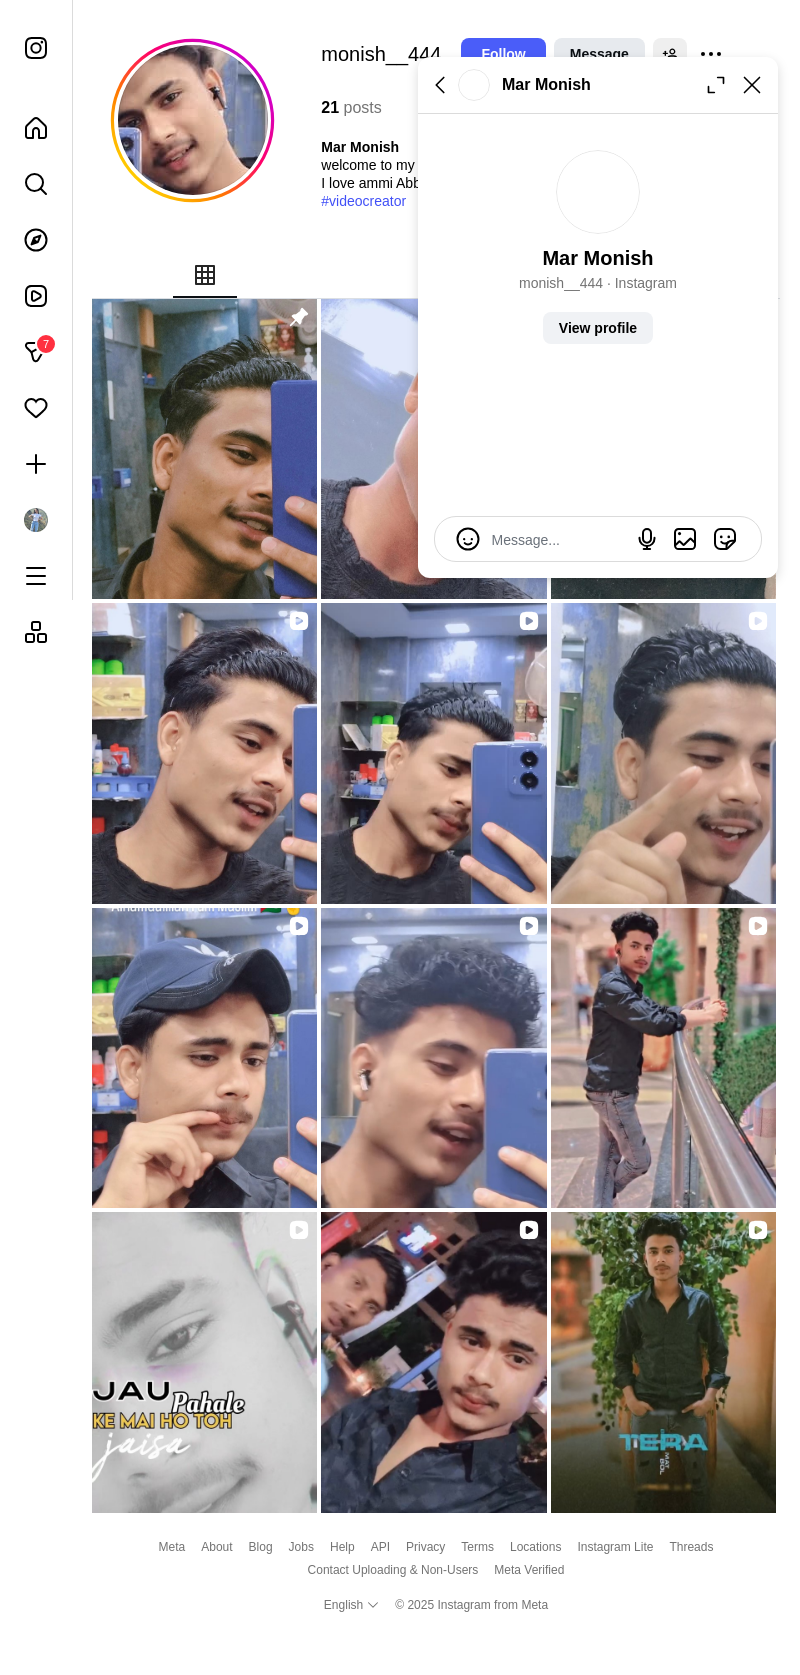 monish__444
Follow
Message
21 posts
Mar Monish
welcome to my
I love ammi Abb
#videocreator
7
Mar Monish
Mar Monish
monish__444 · Instagram
View profile
Message...
JAU
Pahale
KE MAI HO TOH
jaisa
TERA
MAT
BOL
Meta About Blog Jobs Help API Privacy Terms Locations Instagram Lite Threads
Contact Uploading & Non-Users Meta Verified
English © 2025 Instagram from Meta